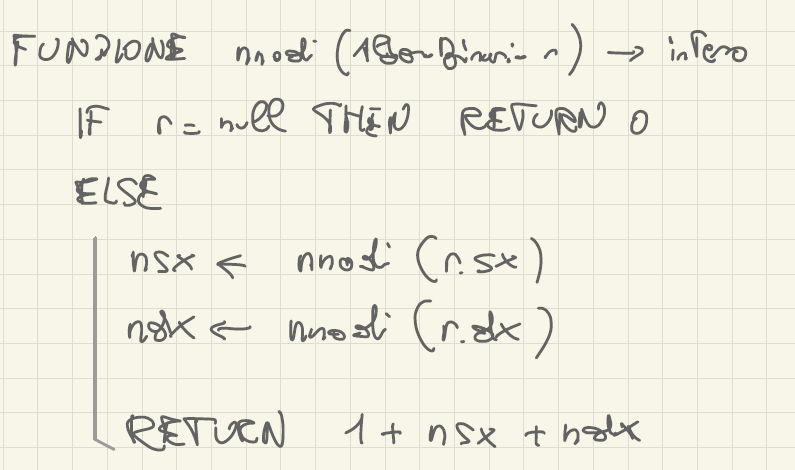 FUNZIONE nnodi (AlberoBinario r) → intero
IF r = null THEN RETURN 0
ELSE
nsx ← nnodi (r.sx)
ndx ← nnodi (r.dx)
RETURN 1 + nsx + ndx